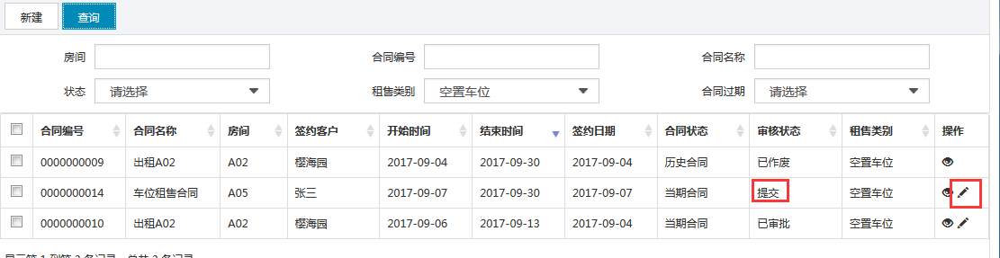 新建 查询
房间 合同编号 合同名称
状态 请选择 租售类别 空置车位 合同过期 请选择
合同编号 合同名称 房间 签约客户 开始时间 结束时间 签约日期 合同状态 审核状态 租售类别 操作
0000000009 出租A02 A02 樱海园 2017-09-04 2017-09-30 2017-09-04 历史合同 已作废 空置车位
0000000014 车位租售合同 A05 张三 2017-09-07 2017-09-30 2017-09-07 当期合同 提交 空置车位
0000000010 出租A02 A02 樱海园 2017-09-06 2017-09-13 2017-09-04 当期合同 已审批 空置车位